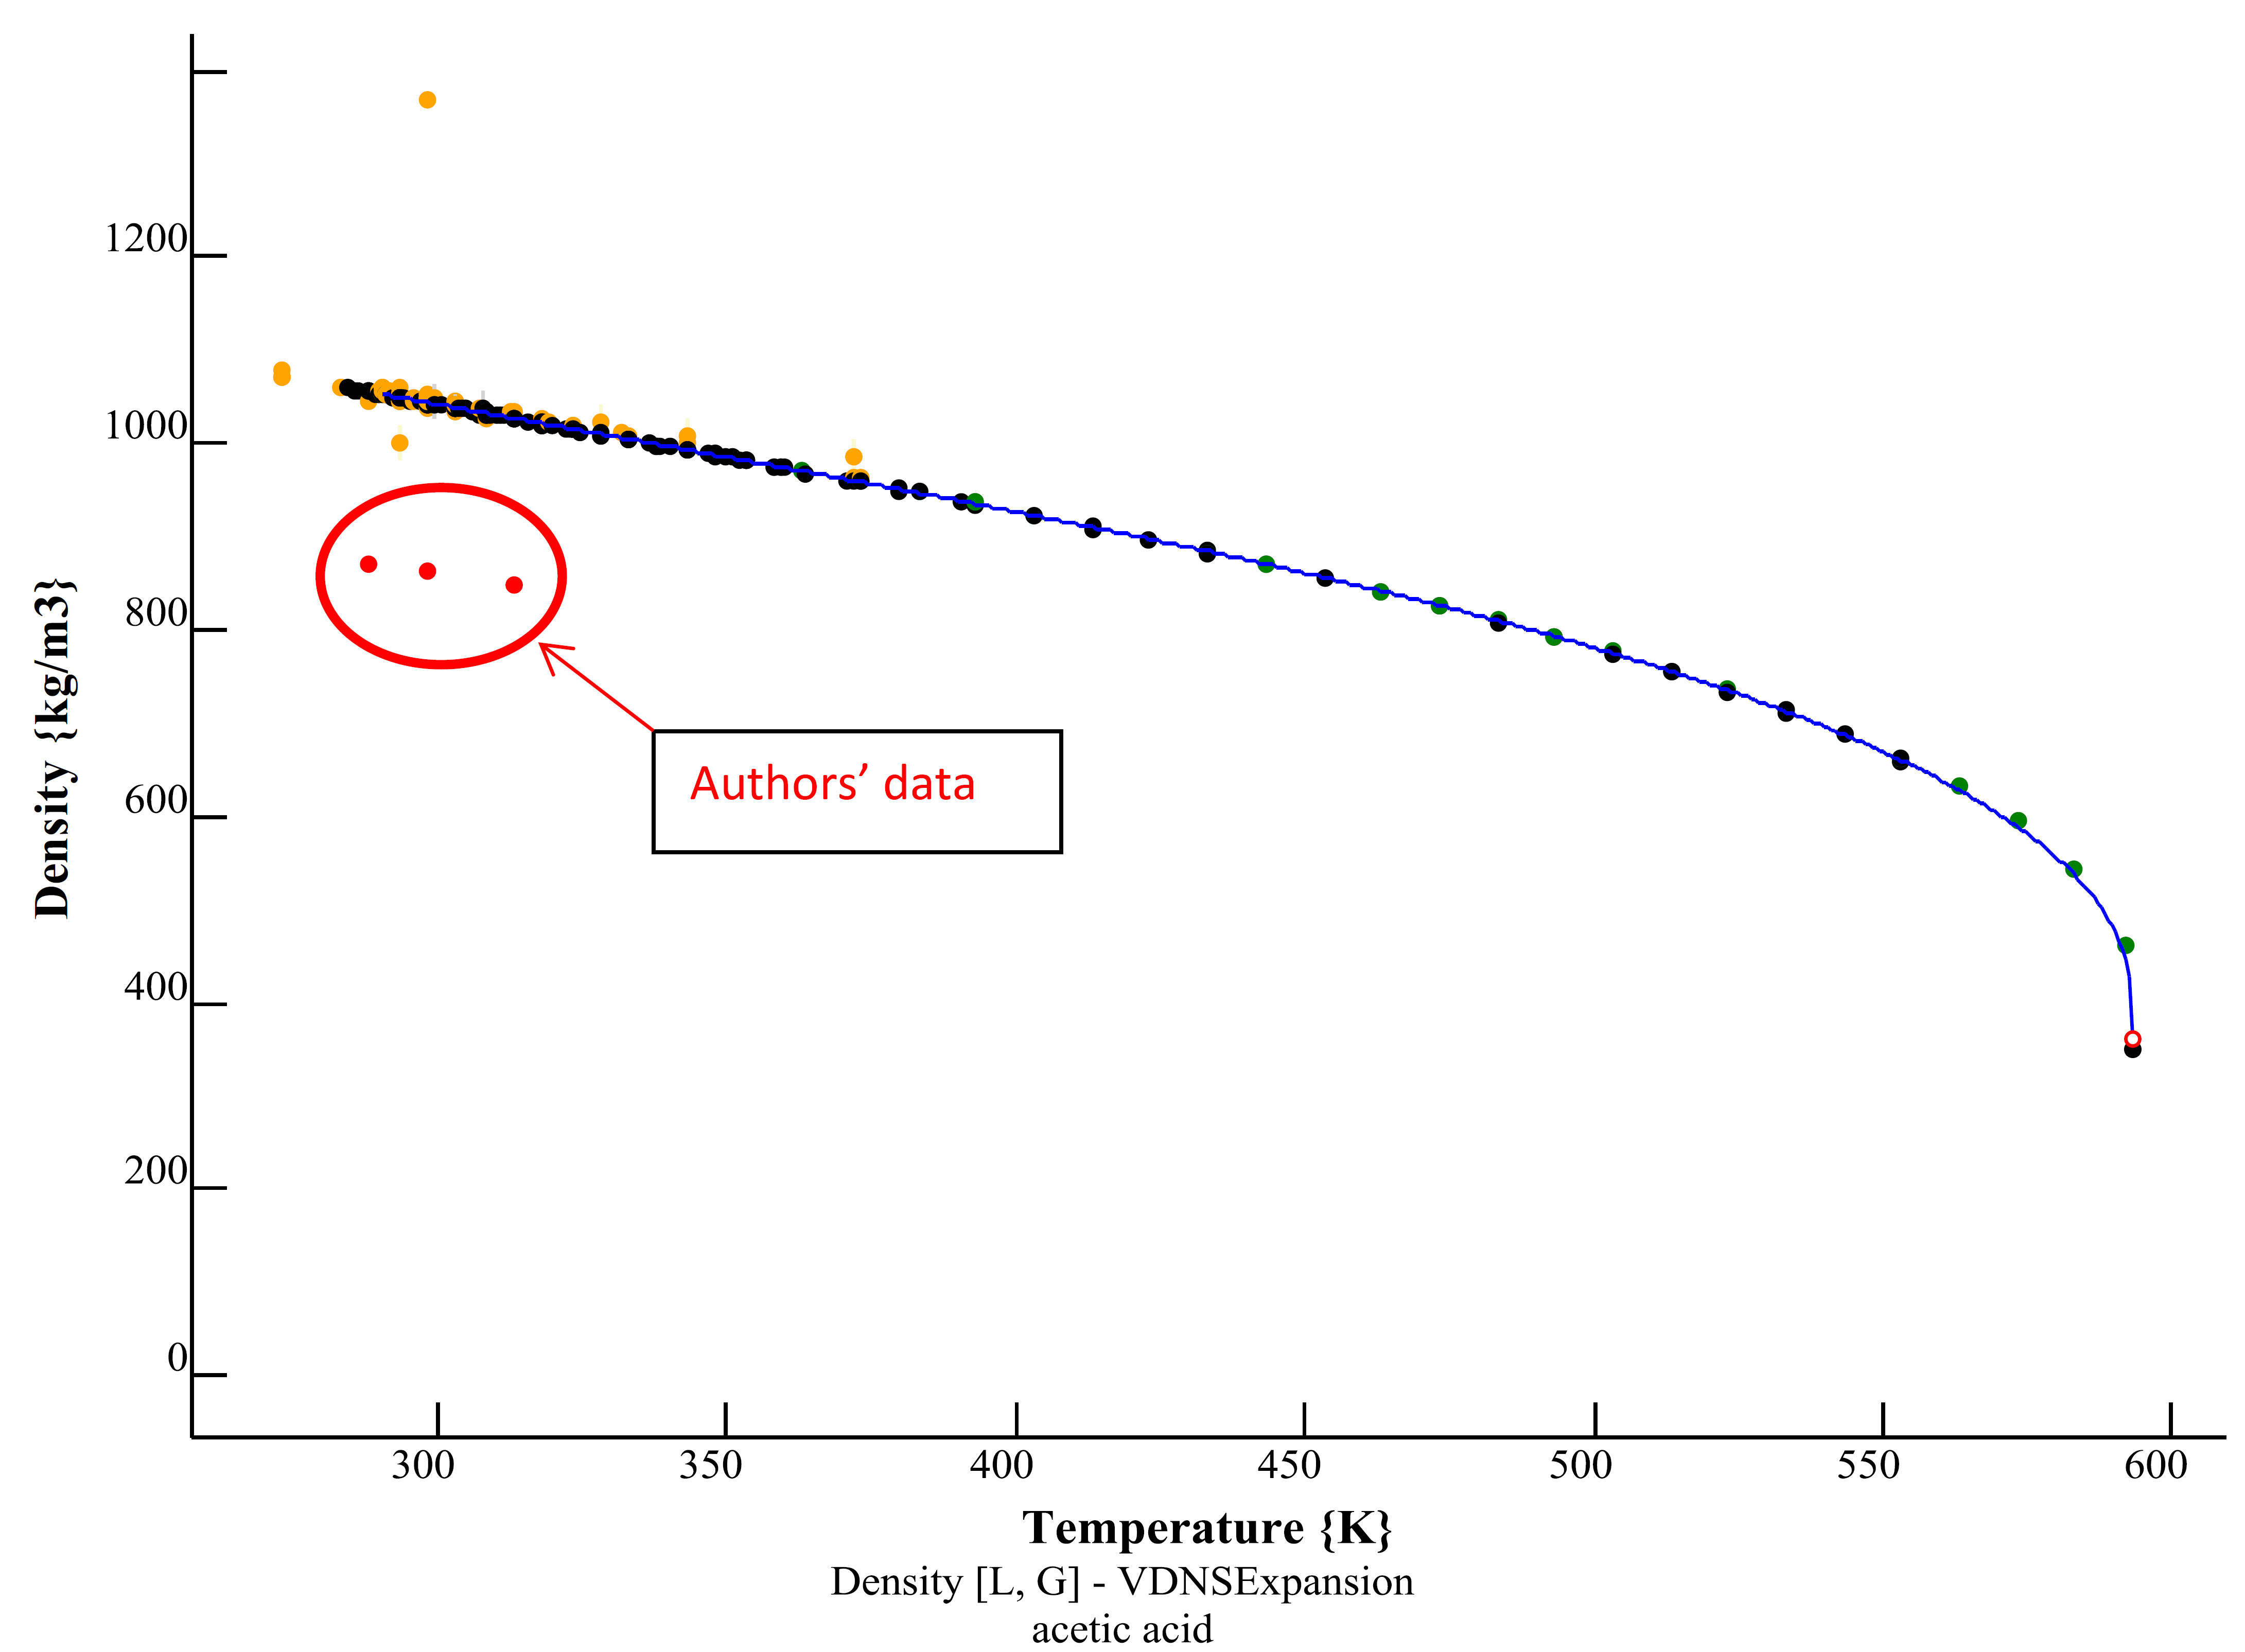 1200
1000
800
600
400
200
0
Density {kg/m3}
Authors’ data
300 350 400 450 500 550 600
Temperature {K}
Density [L, G] - VDNSExpansion
acetic acid